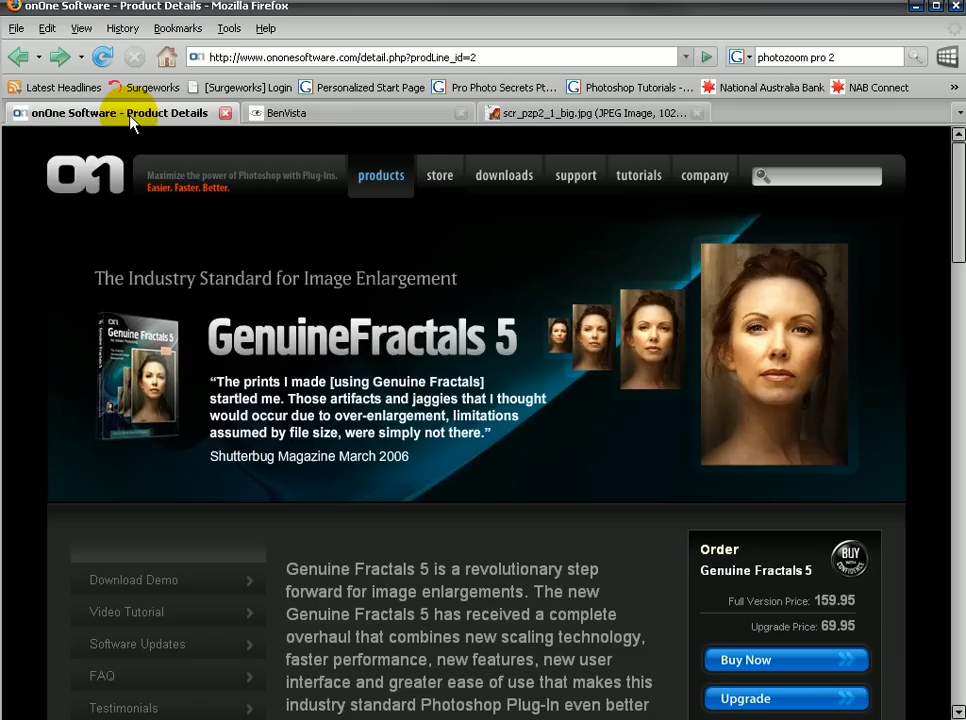 onOne Software - Product Details - Mozilla Firefox
File Edit View History Bookmarks Tools Help
http://www.ononesoftware.com/detail.php?prodLine_id=2
photozoom pro 2
Latest Headlines Surgeworks [Surgeworks] Login Personalized Start Page Pro Photo Secrets Pt... Photoshop Tutorials -... National Australia Bank NAB Connect »
onOne Software - Product Details BenVista scr_pzp2_1_big.jpg (JPEG Image, 102...
on
Maximize the power of Photoshop with Plug-Ins.
Easier. Faster. Better.
products store downloads support tutorials company
The Industry Standard for Image Enlargement
GenuineFractals 5
GenuineFractals 5
“The prints I made [using Genuine Fractals]
startled me. Those artifacts and jaggies that I thought
would occur due to over-enlargement, limitations
assumed by file size, were simply not there.”
Shutterbug Magazine March 2006
Download Demo
Video Tutorial
Software Updates
FAQ
Testimonials
Genuine Fractals 5 is a revolutionary step
forward for image enlargements. The new
Genuine Fractals 5 has received a complete
overhaul that combines new scaling technology,
faster performance, new features, new user
interface and greater ease of use that makes this
industry standard Photoshop Plug-In even better
Order
Genuine Fractals 5
BUY
WITH
CONFIDENCE
Full Version Price: 159.95
Upgrade Price: 69.95
Buy Now
Upgrade